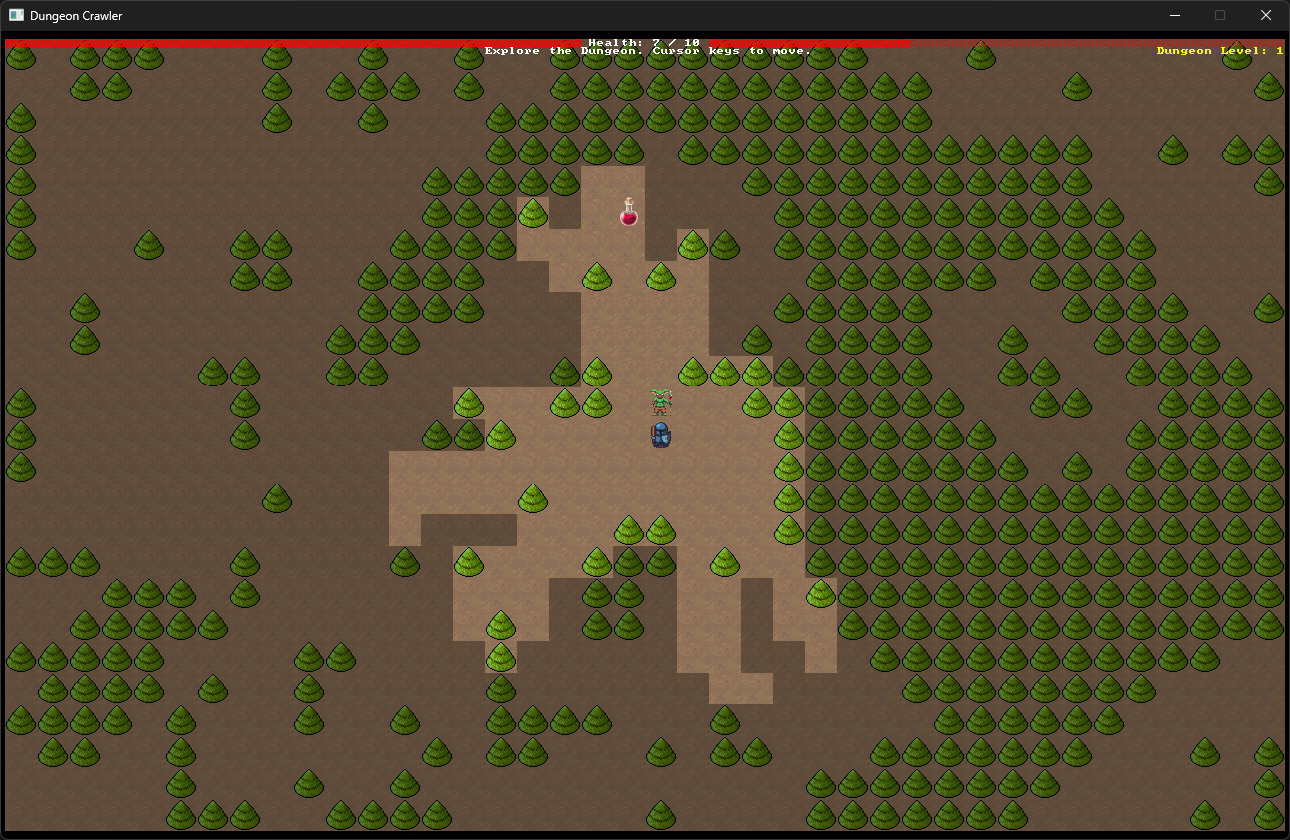 Dungeon Crawler
Health: 7 / 10
Explore the Dungeon. Cursor keys to move.
Dungeon Level: 1